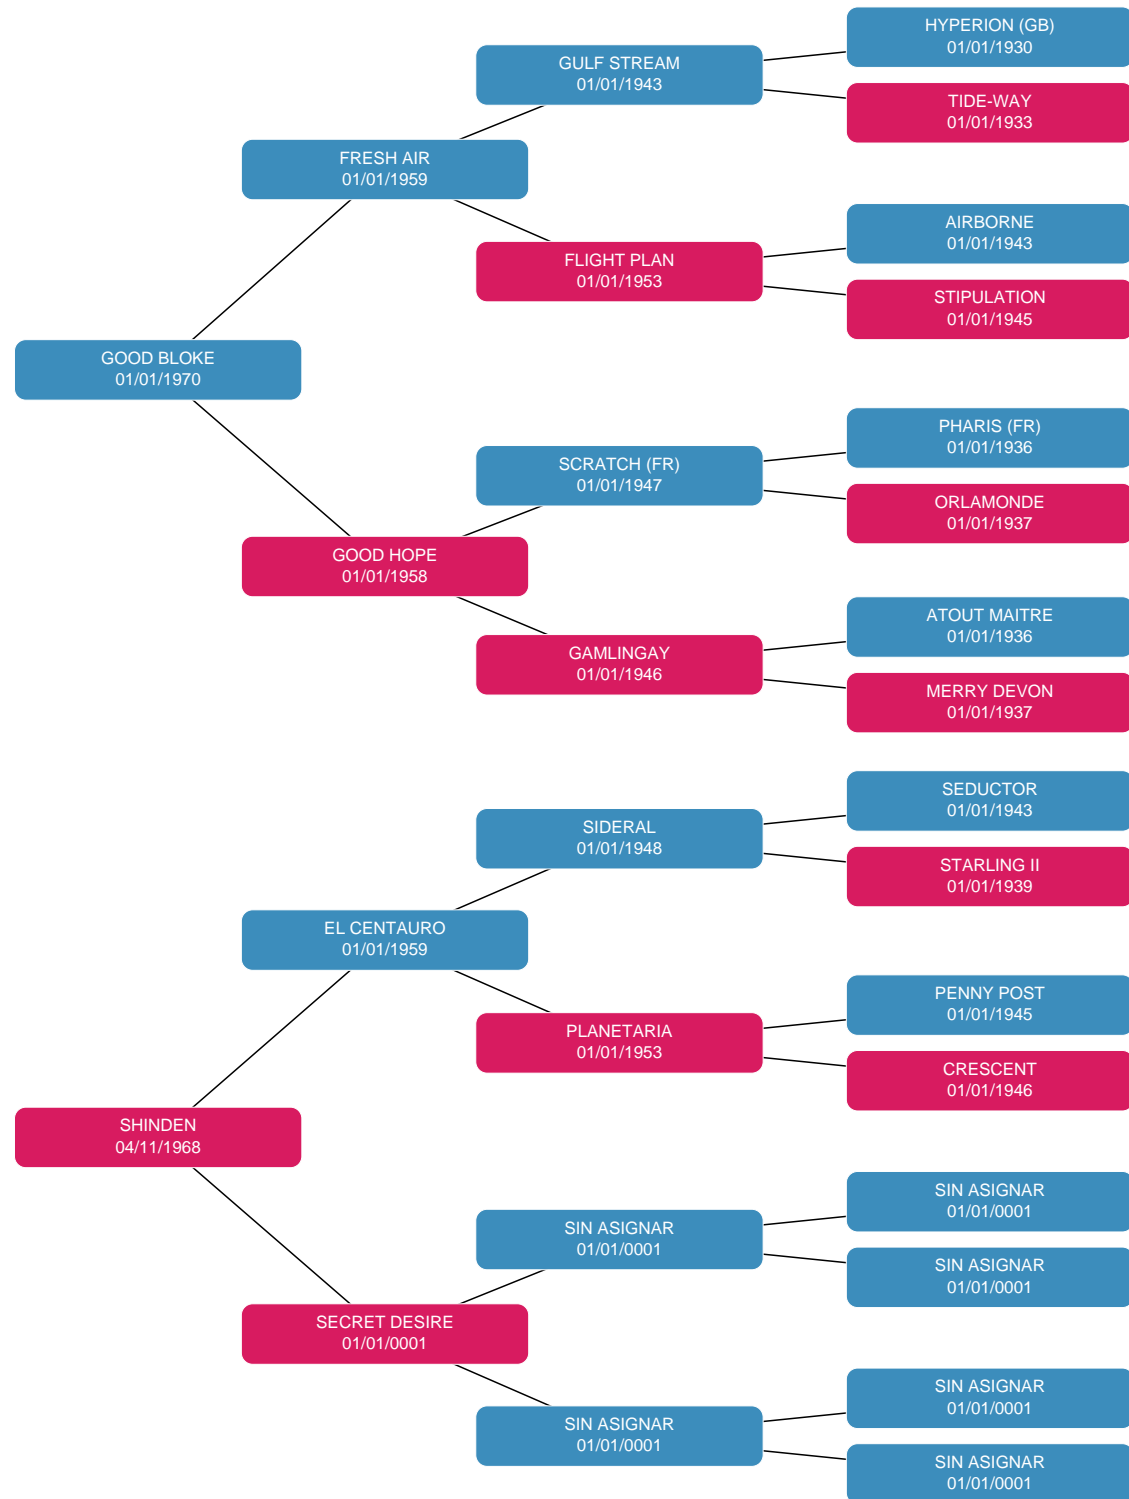 HYPERION (GB)
01/01/1930
GULF STREAM
01/01/1943
TIDE-WAY
01/01/1933
FRESH AIR
01/01/1959
AIRBORNE
01/01/1943
FLIGHT PLAN
01/01/1953
STIPULATION
01/01/1945
GOOD BLOKE
01/01/1970
PHARIS (FR)
01/01/1936
SCRATCH (FR)
01/01/1947
ORLAMONDE
01/01/1937
GOOD HOPE
01/01/1958
ATOUT MAITRE
01/01/1936
GAMLINGAY
01/01/1946
MERRY DEVON
01/01/1937
SEDUCTOR
01/01/1943
SIDERAL
01/01/1948
STARLING II
01/01/1939
EL CENTAURO
01/01/1959
PENNY POST
01/01/1945
PLANETARIA
01/01/1953
CRESCENT
01/01/1946
SHINDEN
04/11/1968
SIN ASIGNAR
01/01/0001
SIN ASIGNAR
01/01/0001
SIN ASIGNAR
01/01/0001
SECRET DESIRE
01/01/0001
SIN ASIGNAR
01/01/0001
SIN ASIGNAR
01/01/0001
SIN ASIGNAR
01/01/0001